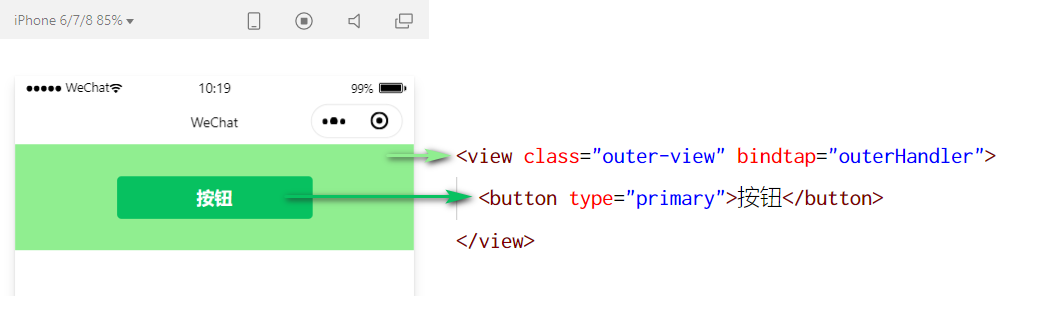 iPhone 6/7/8 85%
WeChat 10:19 99%
WeChat
按钮
<view class="outer-view" bindtap="outerHandler">
<button type="primary">按钮</button>
</view>